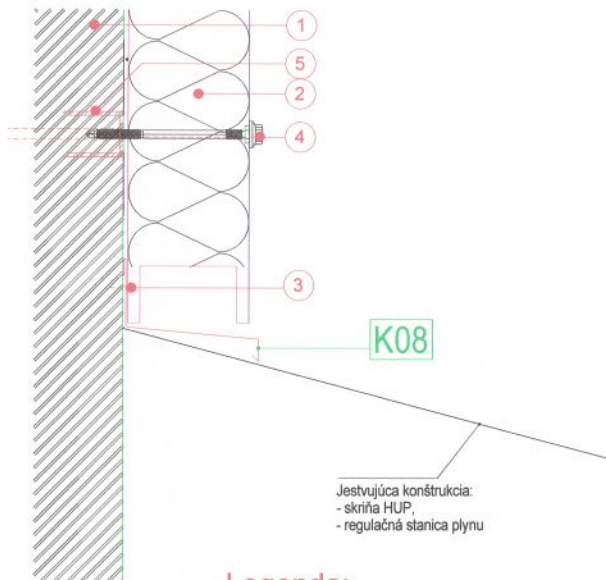 1
5
2
4
3
K08
Jestvujúca konštrukcia:
- skriňa HUP,
- regulačná stanica plynu
Legenda: